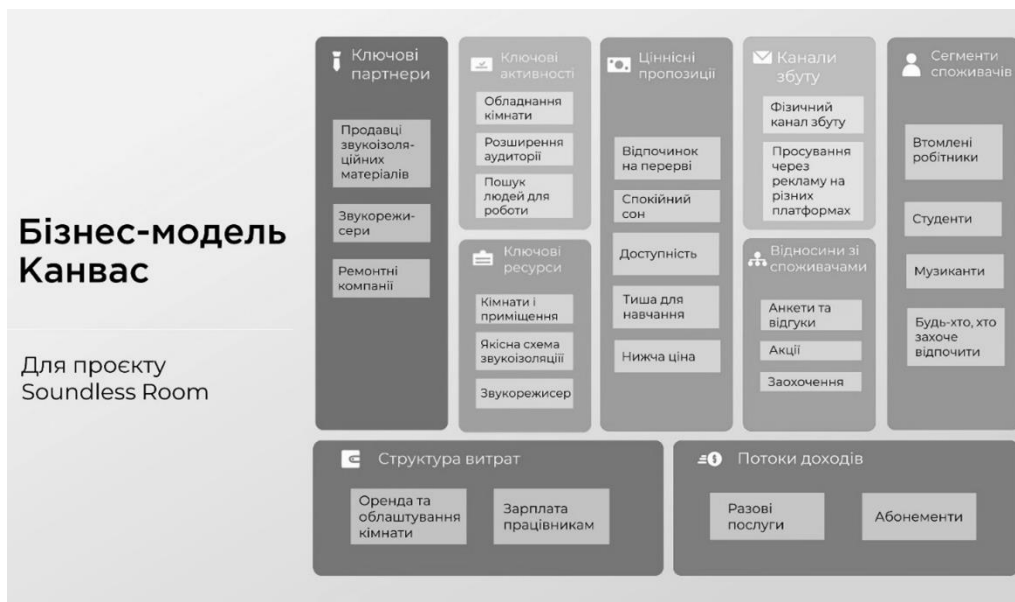 Бізнес-модель
Канвас
Для проєкту
Soundless Room
Ключові
партнери
Продавці
звукоізоля-
ційних
матеріалів
Звукорежи-
сери
Ремонтні
компанії
Ключові
активності
Обладнання
кімнати
Розширення
аудиторії
Пошук
людей для
роботи
Ключові
ресурси
Кімнати і
приміщення
Якісна схема
звукоізоляціїї
Звукорежисер
Ціннісні
пропозиції
Відпочинок
на перерві
Спокійний
сон
Доступність
Тиша для
навчання
Нижча ціна
Канали
збуту
Фізичний
канал збуту
Просування
через
рекламу на
різних
платформах
Відносини зі
споживачами
Анкети та
відгуки
Акції
Заохочення
Сегменти
споживачів
Втомлені
робітники
Студенти
Музиканти
Будь-хто, хто
захоче
відпочити
Структура витрат
Оренда та
облаштування
кімнати
Зарплата
працівникам
Потоки доходів
Разові
послуги
Абонементи